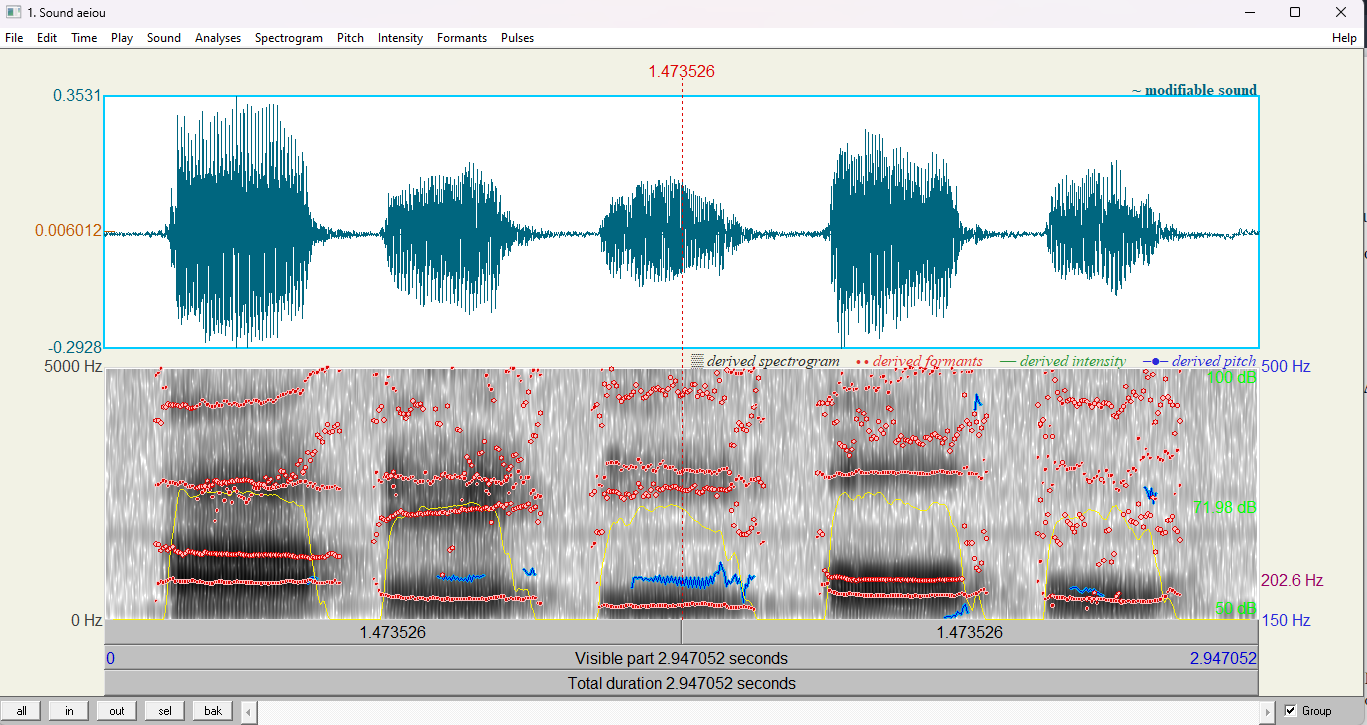 1. Sound aeiou
File Edit Time Play Sound Analyses Spectrogram Pitch Intensity Formants Pulses Help
1.473526
0.3531
~ modifiable sound
0.006012
-0.2928
derived spectrogram derived formants derived intensity derived pitch
5000 Hz
500 Hz
100 dB
71.98 dB
202.6 Hz
50 dB
0 Hz
150 Hz
1.473526 1.473526
0 Visible part 2.947052 seconds 2.947052
Total duration 2.947052 seconds
all in out sel bak Group